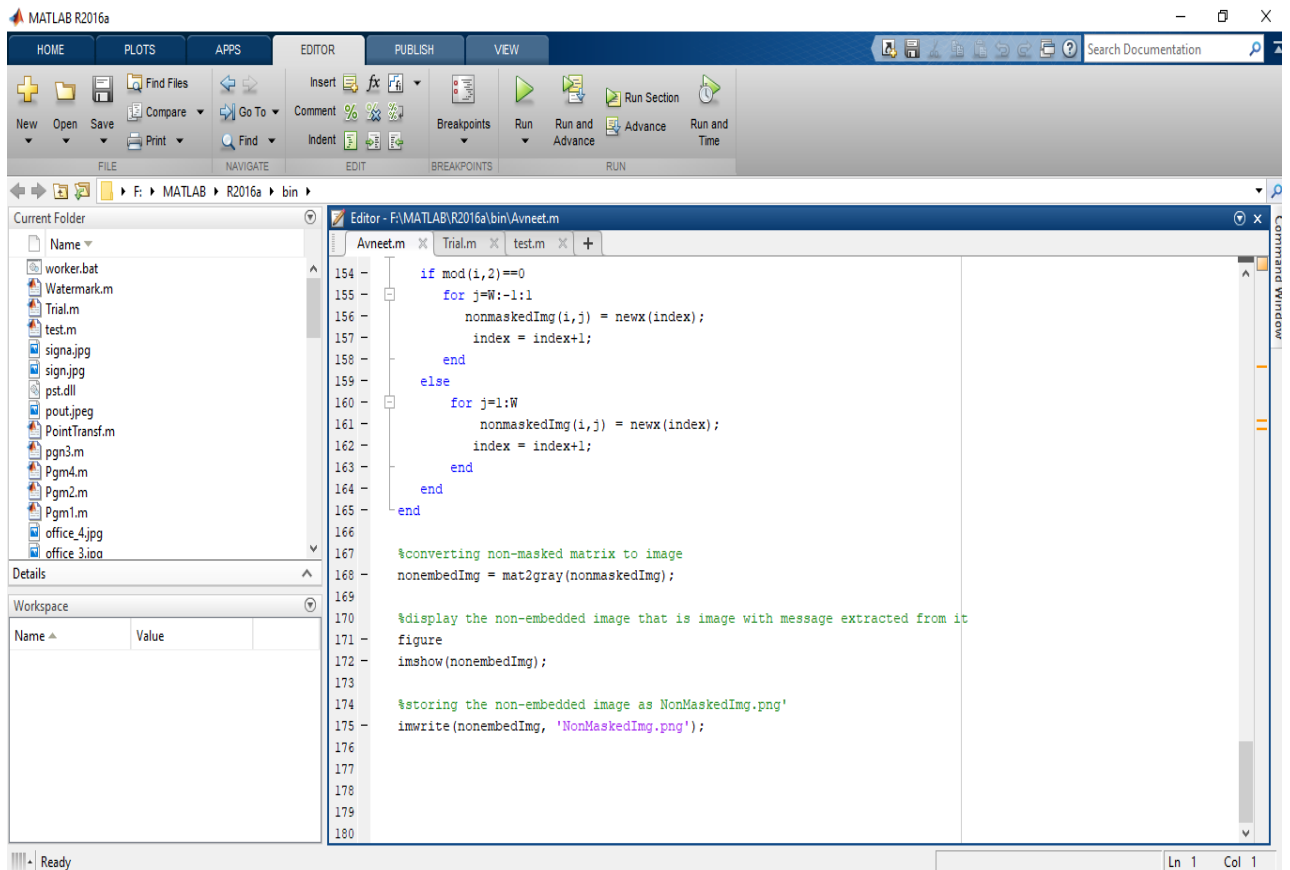 MATLAB R2016a
HOME PLOTS APPS EDITOR PUBLISH VIEW
Search Documentation
New Open Save
Find Files
Compare
Print
FILE
Go To
Find
NAVIGATE
Insert fx
Comment
Indent
EDIT
Breakpoints
BREAKPOINTS
Run
Run and Advance
Run Section
Advance
Run and Time
RUN
F: MATLAB R2016a bin
Current Folder
Name
worker.bat
Watermark.m
Trial.m
test.m
signa.jpg
sign.jpg
pst.dll
pout.jpeg
PointTransf.m
pgn3.m
Pgm4.m
Pgm2.m
Pgm1.m
office_4.jpg
office 3.jpg
Details
Workspace
Name Value
Editor - F:\MATLAB\R2016a\bin\Avneet.m
Avneet.m Trial.m test.m +
154 - if mod(i,2)==0
155 - for j=W:-1:1
156 - nonmaskedImg(i,j) = newx(index);
157 - index = index+1;
158 - end
159 - else
160 - for j=1:W
161 - nonmaskedImg(i,j) = newx(index);
162 - index = index+1;
163 - end
164 - end
165 - end
166
167 %converting non-masked matrix to image
168 - nonembedImg = mat2gray(nonmaskedImg);
169
170 %display the non-embedded image that is image with message extracted from it
171 - figure
172 - imshow(nonembedImg);
173
174 %storing the non-embedded image as NonMaskedImg.png'
175 - imwrite(nonembedImg, 'NonMaskedImg.png');
176
177
178
179
180
Command Window
Ready
Ln 1 Col 1